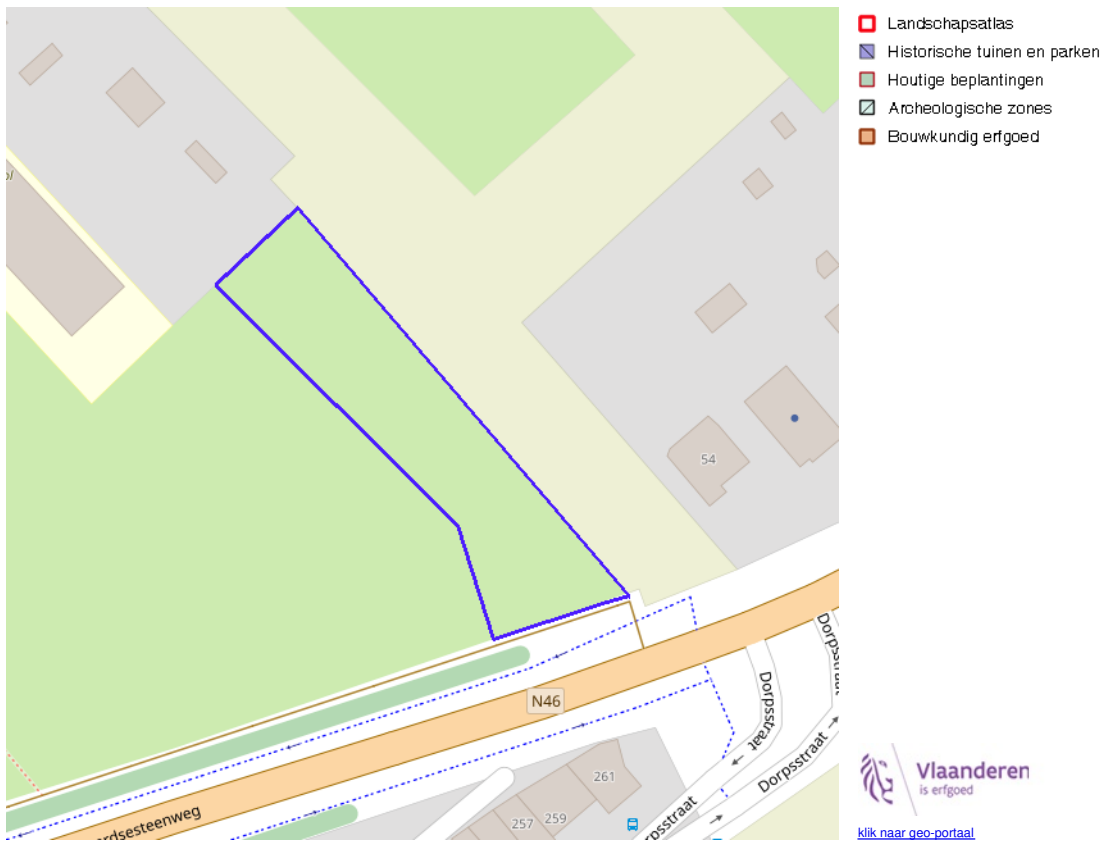 Landschapsatlas
Historische tuinen en parken
Houtige beplantingen
Archeologische zones
Bouwkundig erfgoed
54
N46
Dorpsstraat
Dorpsstraat
261
259
257
Vlaanderen
is erfgoed
klik naar geo-portaal